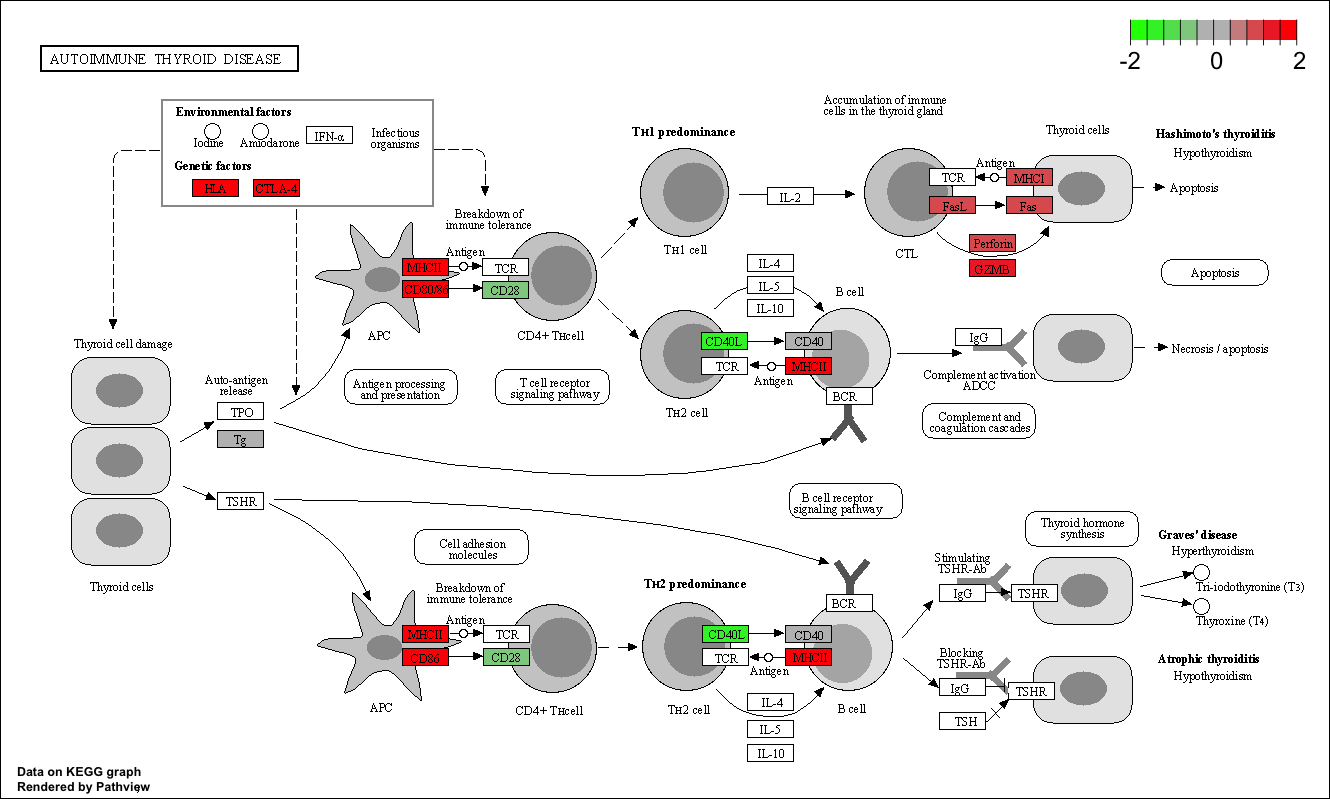 -2 0 2
AUTOIMMUNE THYROID DISEASE
Environmental factors
Iodine
Amiodarone
IFN-α
Infectious
organisms
Genetic factors
HLA
CTLA-4
Accumulation of immune
cells in the thyroid gland
TH1 predominance
Thyroid cells
Hashimoto's thyroiditis
Hypothyroidism
Antigen
TCR
MHCI
Apoptosis
FasL
Fas
IL-2
TH1 cell
CTL
Perforin
GZMB
Apoptosis
Breakdown of
immune tolerance
Antigen
MHCII
TCR
CD80/86
CD28
APC
CD4+ THcell
IL-4
IL-5
IL-10
B cell
CD40L
CD40
TCR
MHCII
Antigen
BCR
TH2 cell
IgG
Complement activation
ADCC
Necrosis / apoptosis
Complement and
coagulation cascades
Thyroid cell damage
Auto-antigen
release
TPO
Tg
TSHR
Thyroid cells
Antigen processing
and presentation
T cell receptor
signaling pathway
B cell receptor
signaling pathway
Cell adhesion
molecules
Breakdown of
immune tolerance
Antigen
MHCII
TCR
CD86
CD28
APC
CD4+ THcell
TH2 predominance
BCR
CD40L
CD40
TCR
MHCII
Antigen
TH2 cell
B cell
IL-4
IL-5
IL-10
Thyroid hormone
synthesis
Stimulating
TSHR-Ab
IgG
TSHR
Graves' disease
Hyperthyroidism
Tri-iodothyronine (T3)
Thyroxine (T4)
Blocking
TSHR-Ab
IgG
TSHR
TSH
Atrophic thyroiditis
Hypothyroidism
Data on KEGG graph
Rendered by Pathview